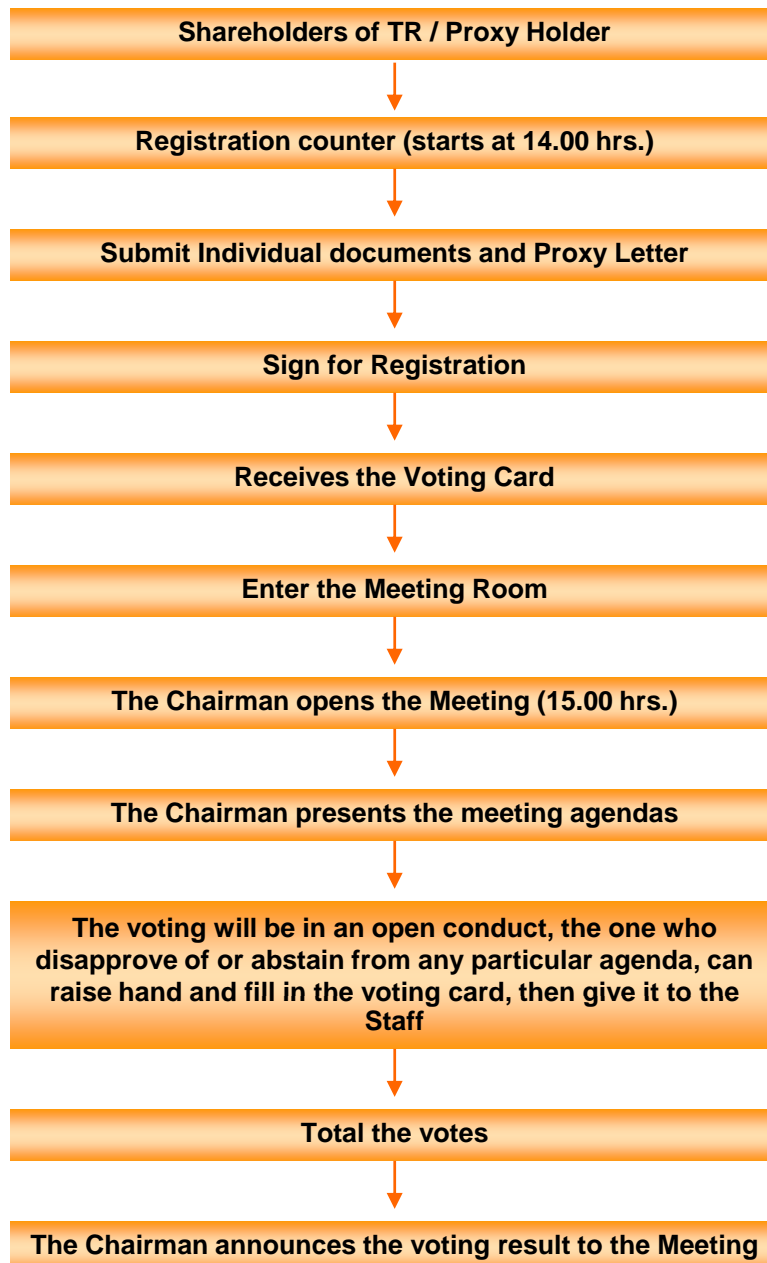 Shareholders of TR / Proxy Holder
Registration counter (starts at 14.00 hrs.)
Submit Individual documents and Proxy Letter
Sign for Registration
Receives the Voting Card
Enter the Meeting Room
The Chairman opens the Meeting (15.00 hrs.)
The Chairman presents the meeting agendas
The voting will be in an open conduct, the one who
disapprove of or abstain from any particular agenda, can
raise hand and fill in the voting card, then give it to the
Staff
Total the votes
The Chairman announces the voting result to the Meeting